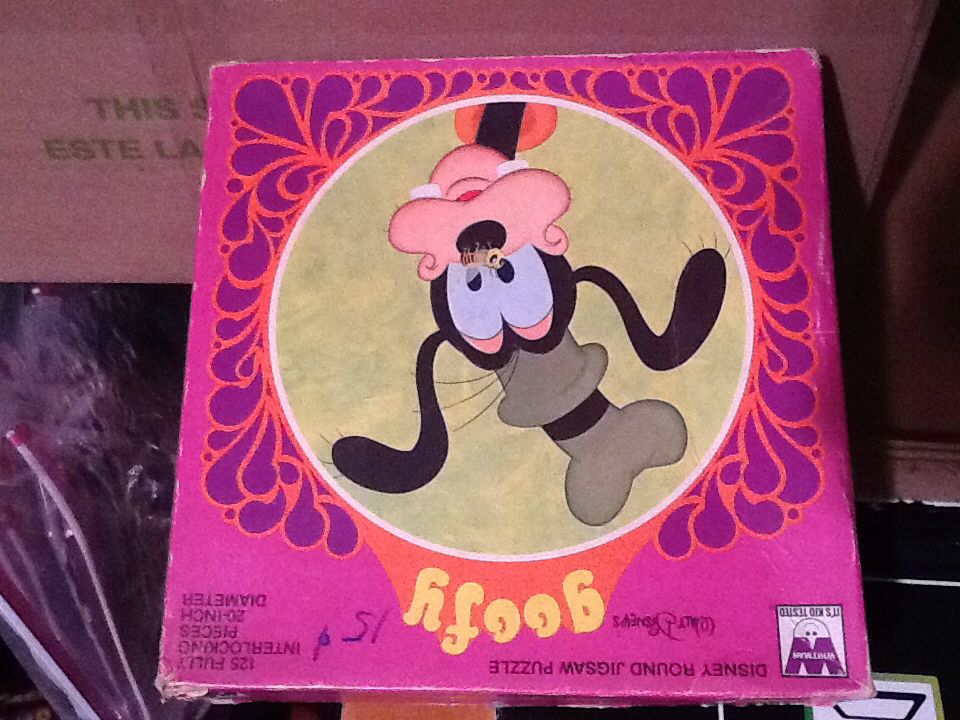 DISNEY ROUND JIGSAW PUZZLE
WALT DISNEY'S
goofy
WHITMAN
IT'S KID TESTED
15¢
125 FULLY
INTERLOCKING
PIECES
20-INCH
DIAMETER
THIS S
ESTE LA